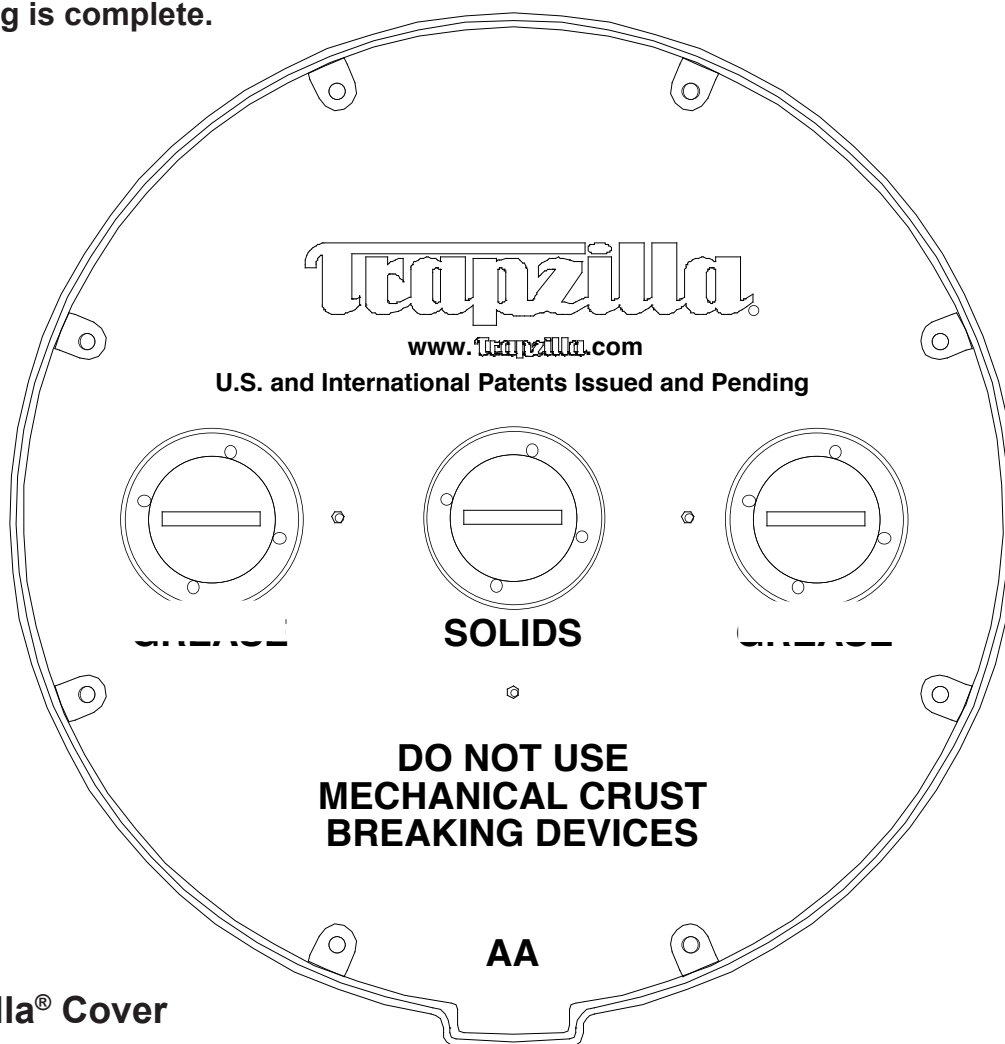 g is complete.
Trapzilla.
www.Trapzilla.com
U.S. and International Patents Issued and Pending
SOLIDS
DO NOT USE
MECHANICAL CRUST
BREAKING DEVICES
AA
lla® Cover